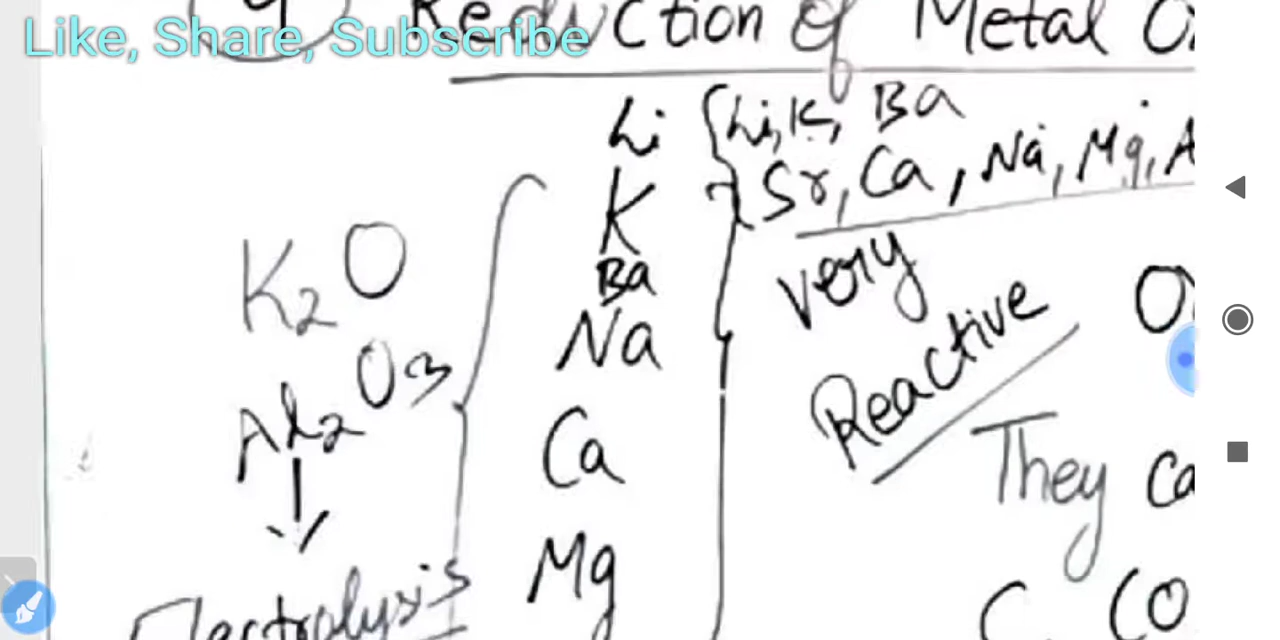 Reduction of Metal
Like, Share, Subscribe
Li {Li, K, Ba
Sr, Ca, Na, Mg, A
K
very
Reactive
K2O
Ba
Na
Al2O3
Ca
They Ca
Electrolysis
Mg
C, CO